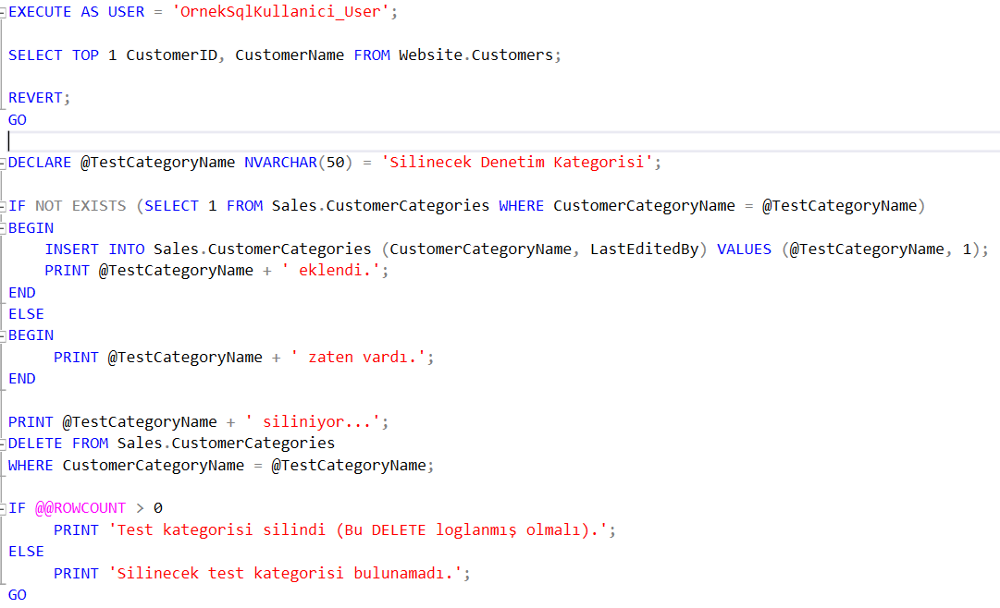 EXECUTE AS USER = 'OrnekSqlKullanici_User';
SELECT TOP 1 CustomerID, CustomerName FROM Website.Customers;
REVERT;
GO
DECLARE @TestCategoryName NVARCHAR(50) = 'Silinecek Denetim Kategorisi';
IF NOT EXISTS (SELECT 1 FROM Sales.CustomerCategories WHERE CustomerCategoryName = @TestCategoryName)
BEGIN
    INSERT INTO Sales.CustomerCategories (CustomerCategoryName, LastEditedBy) VALUES (@TestCategoryName, 1);
    PRINT @TestCategoryName + ' eklendi.';
END
ELSE
BEGIN
     PRINT @TestCategoryName + ' zaten vardı.';
END
PRINT @TestCategoryName + ' siliniyor...';
DELETE FROM Sales.CustomerCategories
WHERE CustomerCategoryName = @TestCategoryName;
IF @@ROWCOUNT > 0
     PRINT 'Test kategorisi silindi (Bu DELETE loglanmış olmalı).';
ELSE
     PRINT 'Silinecek test kategorisi bulunamadı.';
GO